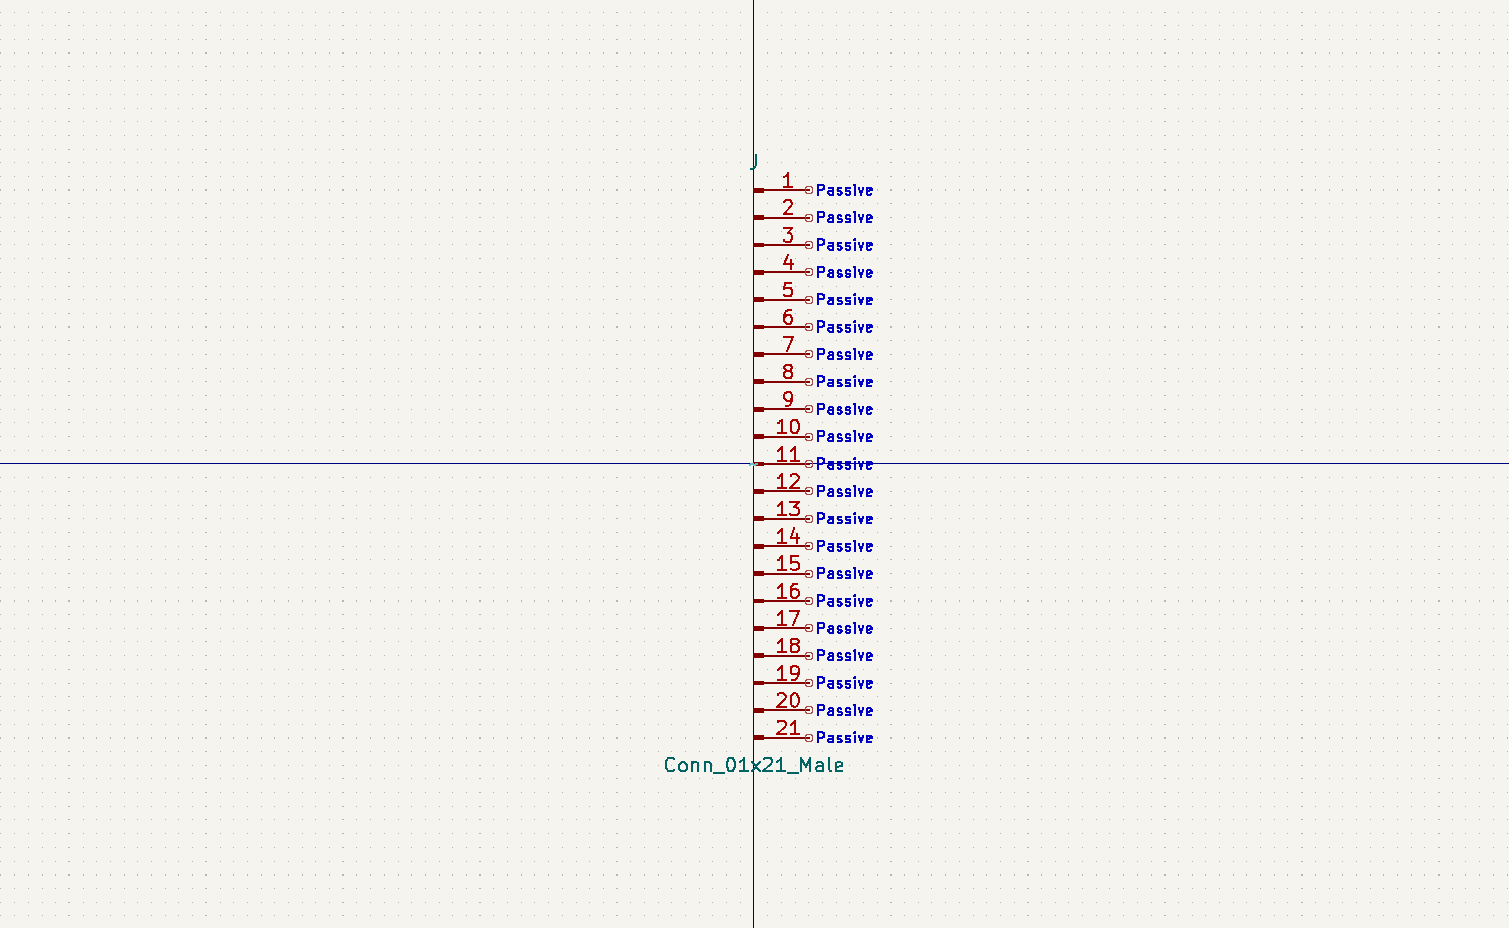 J
1 Passive
2 Passive
3 Passive
4 Passive
5 Passive
6 Passive
7 Passive
8 Passive
9 Passive
10 Passive
11 Passive
12 Passive
13 Passive
14 Passive
15 Passive
16 Passive
17 Passive
18 Passive
19 Passive
20 Passive
21 Passive
Conn_01x21_Male